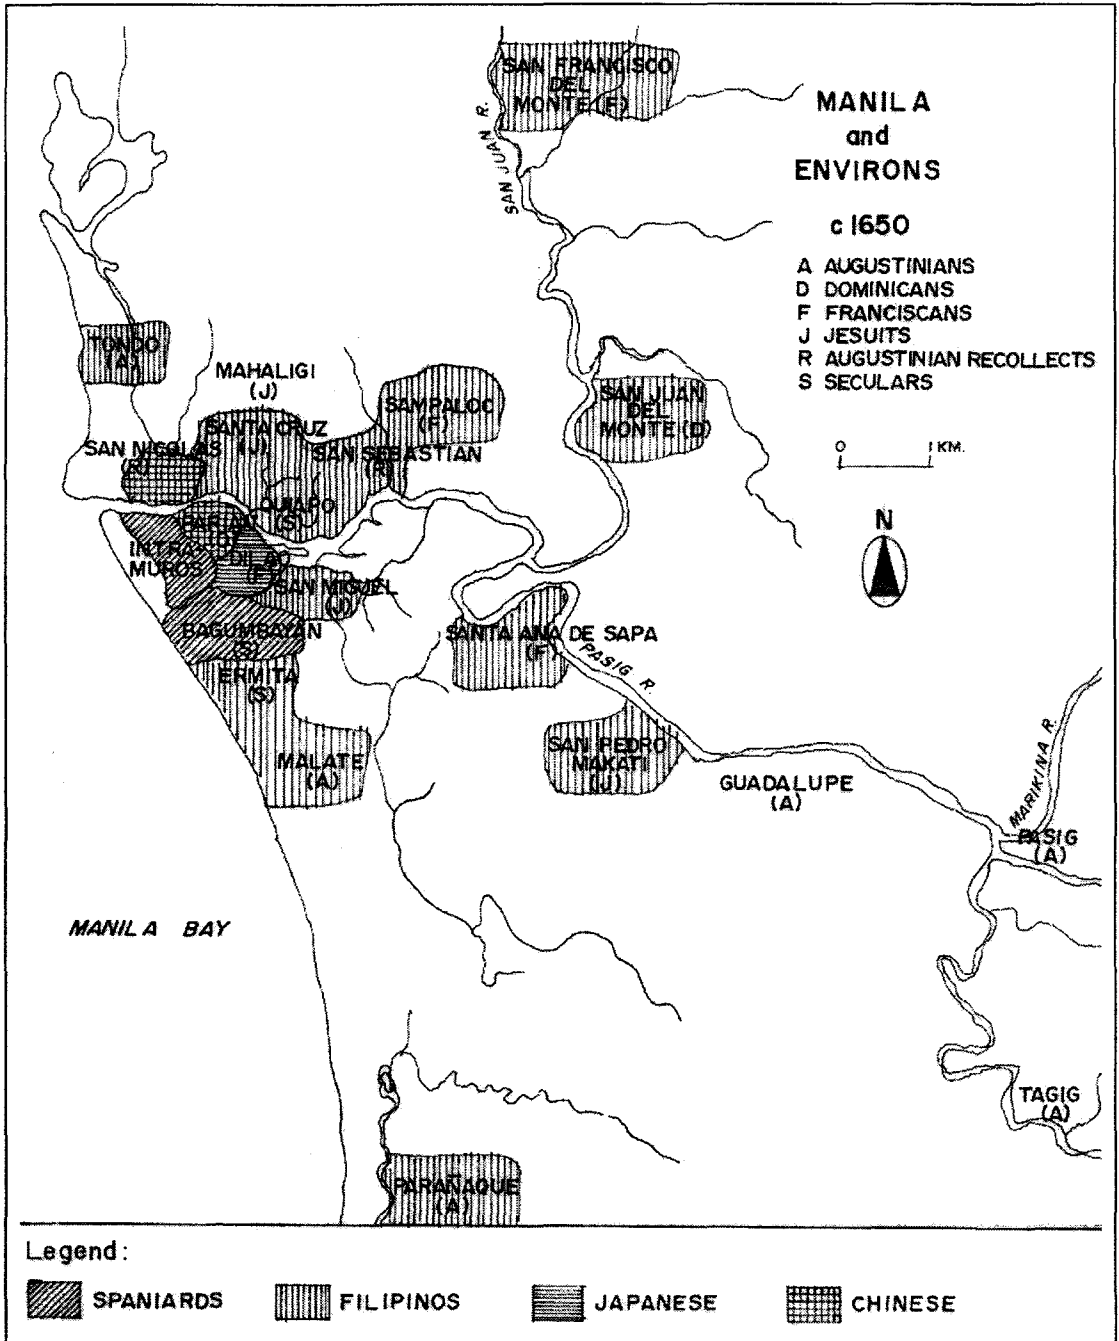 SAN FRANCISCO
DEL
MONTE (F)
SAN JUAN R.
MANILA
and
ENVIRONS
c 1650
A AUGUSTINIANS
D DOMINICANS
F FRANCISCANS
J JESUITS
R AUGUSTINIAN RECOLLECTS
S SECULARS
0 1 KM.
N
TONDO
(A)
MAHALIGI
(J)
SANTA CRUZ
(J)
SAMPALOC
(F)
SAN JUAN
DEL
MONTE (D)
SAN NICOLAS
SAN SEBASTIAN
(R)
QUIAPO
(S)
PARIAN
INTRA-
MUROS
DILAO
(F)
SAN MIGUEL
(J)
BAGUMBAYAN
(S)
SANTA ANA DE SAPA
(F)
PASIG R.
ERMITA
(S)
MALATE
(A)
SAN PEDRO
MAKATI
(J)
GUADALUPE
(A)
MARIKINA R.
PASIG
(A)
MANILA BAY
TAGIG
(A)
PARAÑAQUE
(A)
Legend:
SPANIARDS
FILIPINOS
JAPANESE
CHINESE